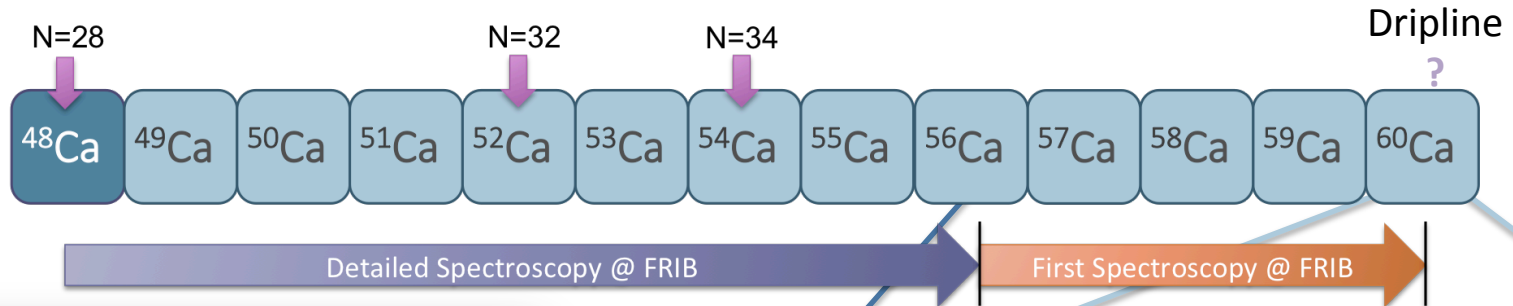 Dripline
N=28 N=32 N=34 ?
⁴⁸Ca ⁴⁹Ca ⁵⁰Ca ⁵¹Ca ⁵²Ca ⁵³Ca ⁵⁴Ca ⁵⁵Ca ⁵⁶Ca ⁵⁷Ca ⁵⁸Ca ⁵⁹Ca ⁶⁰Ca
Detailed Spectroscopy @ FRIB First Spectroscopy @ FRIB